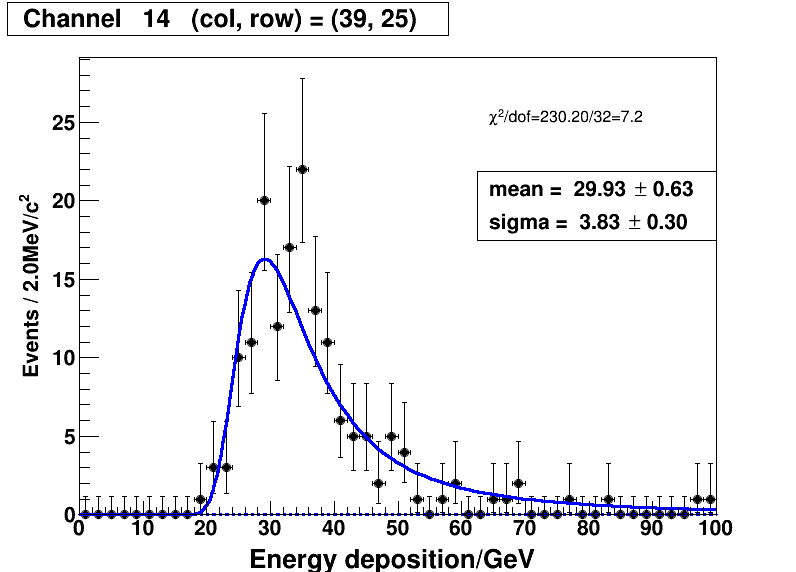 Channel 14 (col, row) = (39, 25)
χ²/dof=230.20/32=7.2
mean = 29.93 ± 0.63
sigma = 3.83 ± 0.30
Events / 2.0MeV/c²
25
20
15
10
5
0
0 10 20 30 40 50 60 70 80 90 100
Energy deposition/GeV